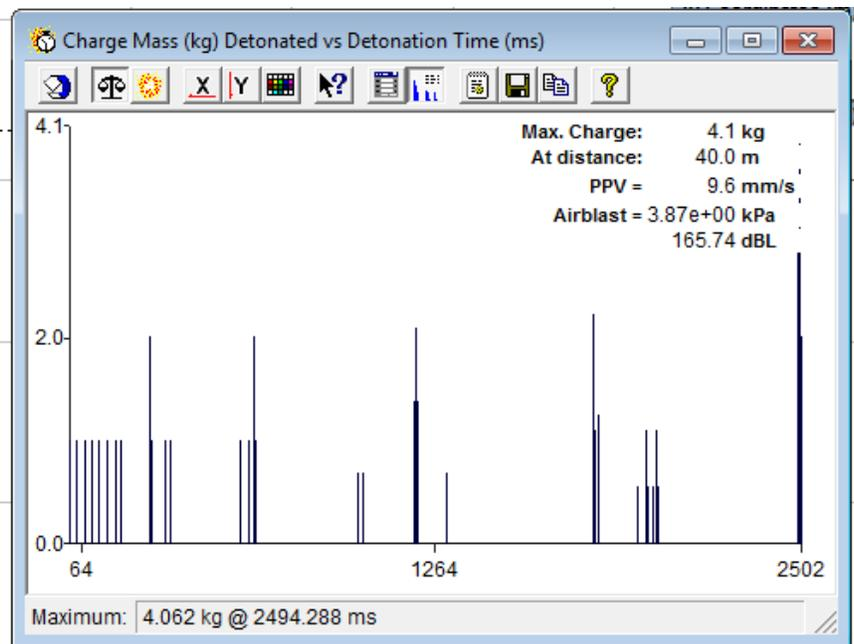 Charge Mass (kg) Detonated vs Detonation Time (ms)
X Y ? ?
4.1
Max. Charge: 4.1 kg
At distance: 40.0 m
PPV = 9.6 mm/s
Airblast = 3.87e+00 kPa
165.74 dBL
2.0
0.0
64 1264 2502
Maximum: 4.062 kg @ 2494.288 ms